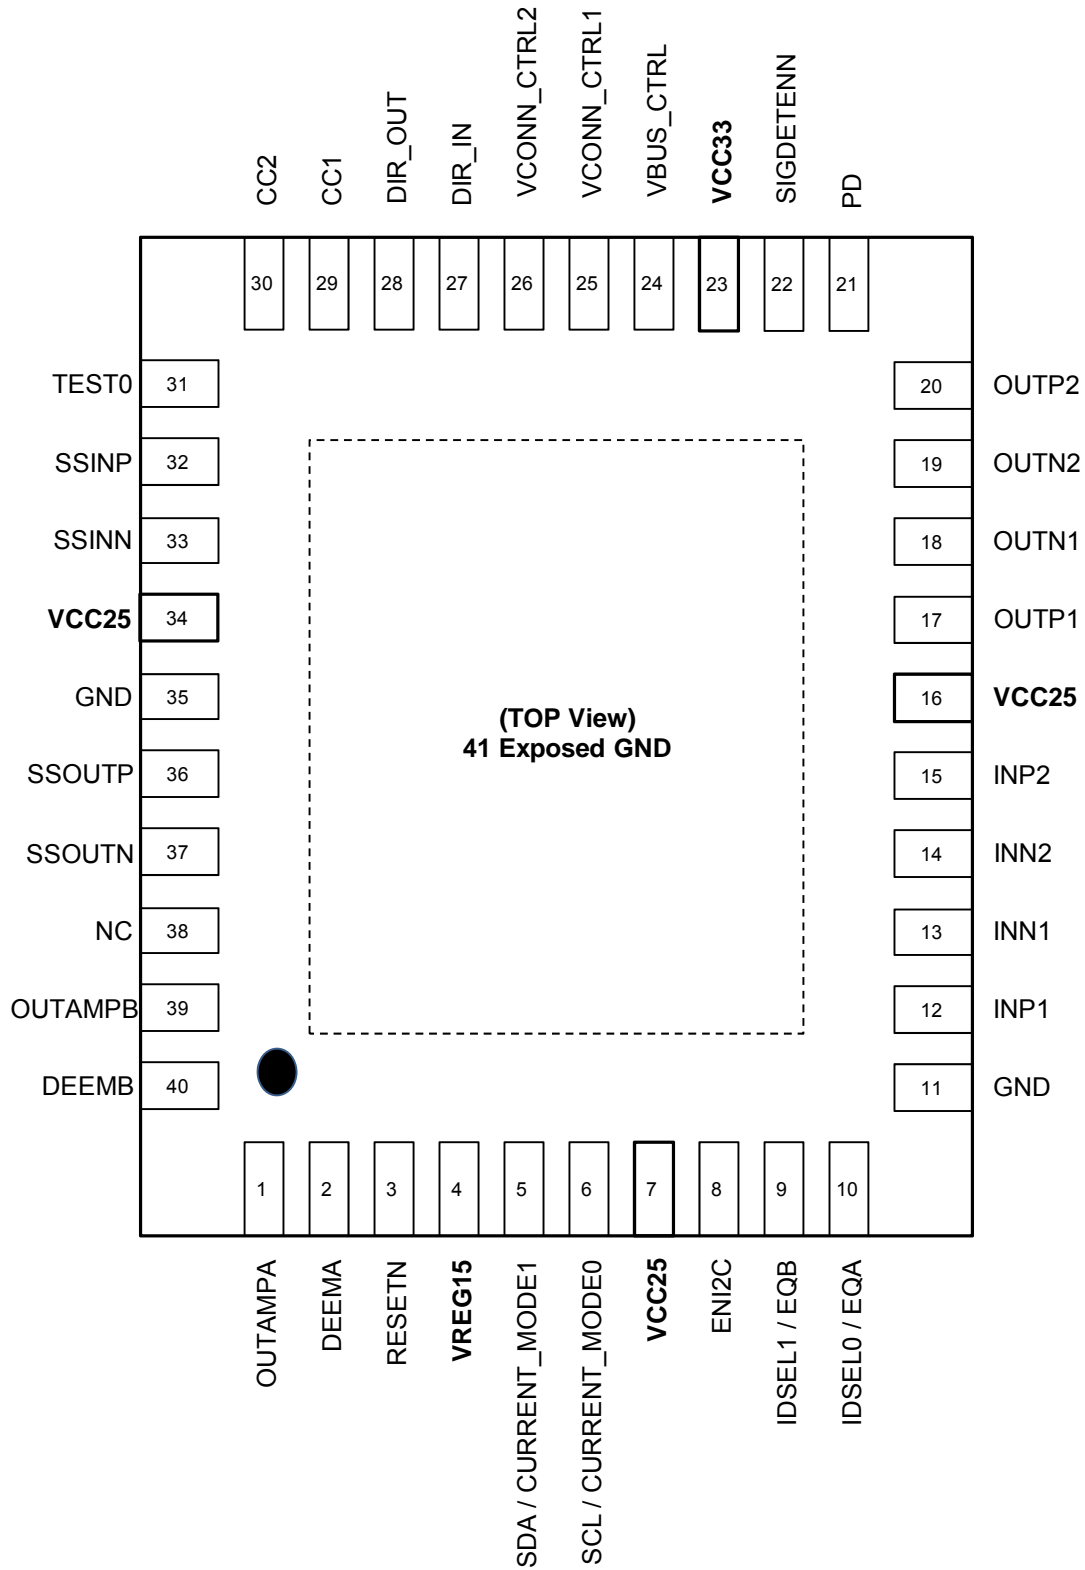 CC2
CC1
DIR_OUT
DIR_IN
VCONN_CTRL2
VCONN_CTRL1
VBUS_CTRL
VCC33
SIGDETENN
PD
30
29
28
27
26
25
24
23
22
21
TEST0 31
SSINP 32
SSINN 33
VCC25 34
GND 35
SSOUTP 36
SSOUTN 37
NC 38
OUTAMPB 39
DEEMB 40
(TOP View)
41 Exposed GND
20 OUTP2
19 OUTN2
18 OUTN1
17 OUTP1
16 VCC25
15 INP2
14 INN2
13 INN1
12 INP1
11 GND
1
2
3
4
5
6
7
8
9
10
OUTAMPA
DEEMA
RESETN
VREG15
SDA / CURRENT_MODE1
SCL / CURRENT_MODE0
VCC25
ENI2C
IDSEL1 / EQB
IDSEL0 / EQA